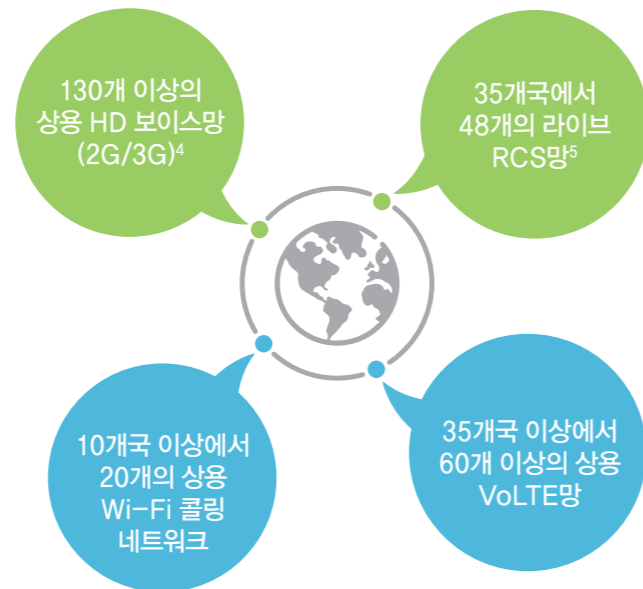 130개 이상의
상용 HD 보이스망
(2G/3G)⁴
35개국에서
48개의 라이브
RCS망⁵
10개국 이상에서
20개의 상용
Wi-Fi 콜링
네트워크
35개국 이상에서
60개 이상의 상용
VoLTE망